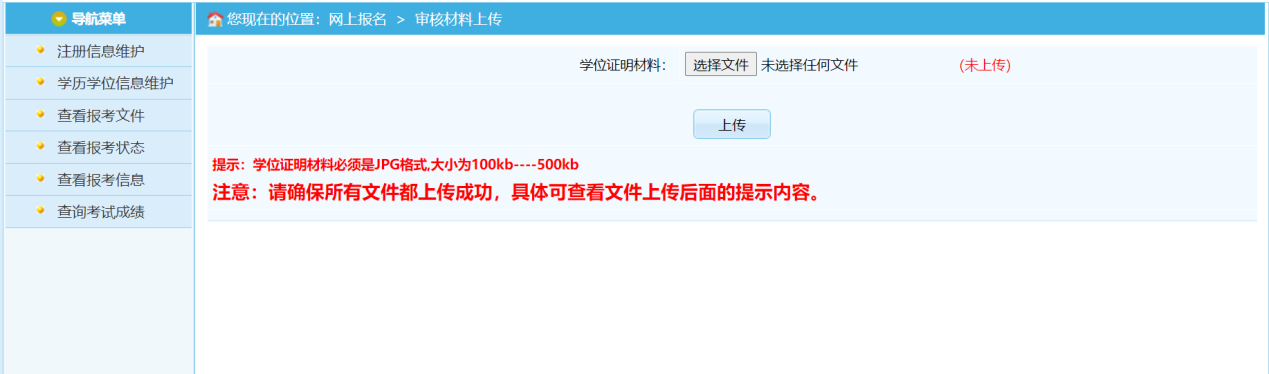 导航菜单
注册信息维护
学历学位信息维护
查看报考文件
查看报考状态
查看报考信息
查询考试成绩
您现在的位置：网上报名 > 审核材料上传
学位证明材料： 选择文件 未选择任何文件 (未上传)
上传
提示：学位证明材料必须是JPG格式,大小为100kb----500kb
注意：请确保所有文件都上传成功，具体可查看文件上传后面的提示内容。